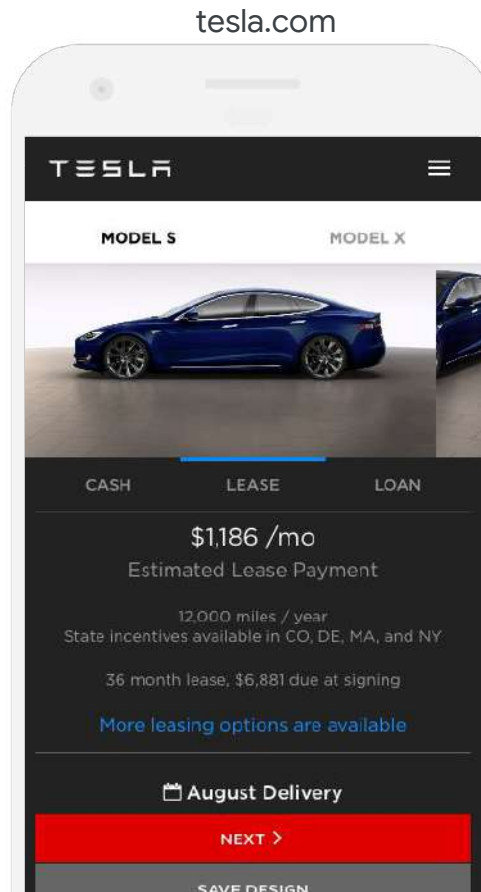 tesla.com
TESLA
MODEL S MODEL X
CASH LEASE LOAN
$1,186 /mo
Estimated Lease Payment
12,000 miles / year
State incentives available in CO, DE, MA, and NY
36 month lease, $6,881 due at signing
More leasing options are available
August Delivery
NEXT >
SAVE DESIGN